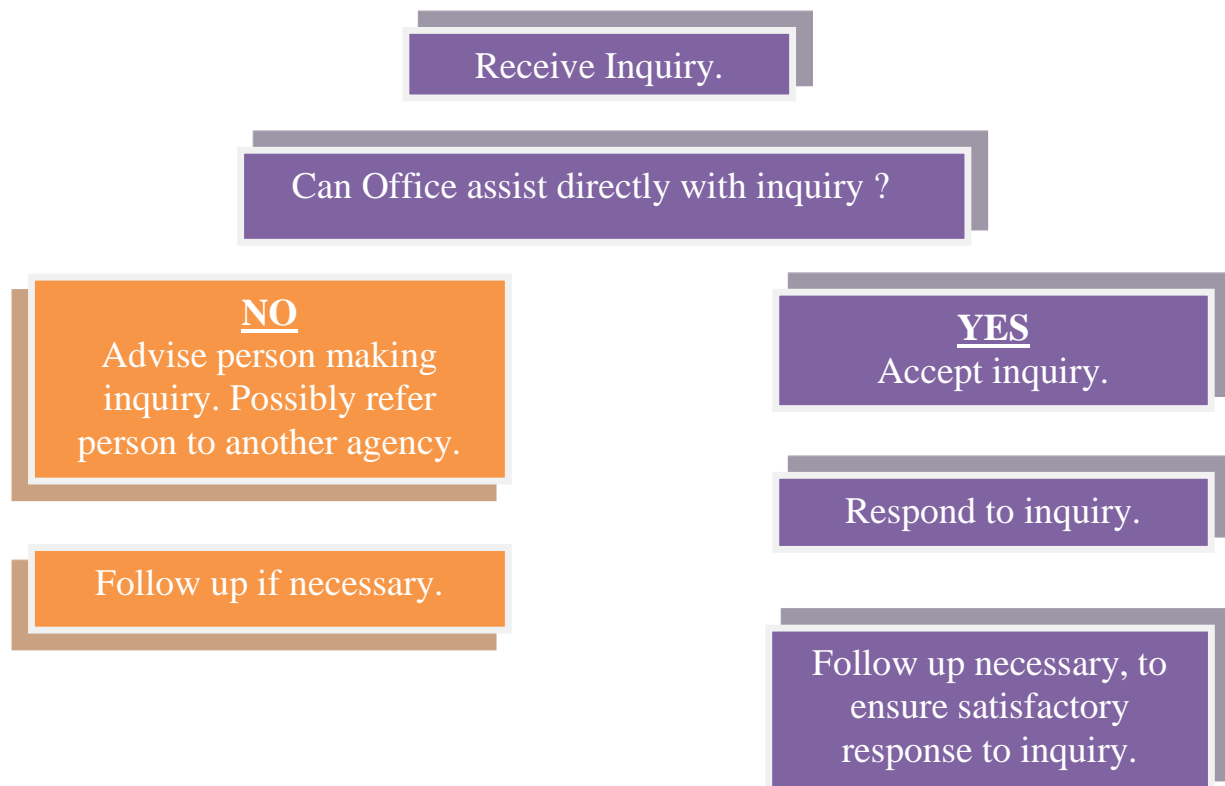 Receive Inquiry.
Can Office assist directly with inquiry ?
NO
Advise person making
inquiry. Possibly refer
person to another agency.
Follow up if necessary.
YES
Accept inquiry.
Respond to inquiry.
Follow up necessary, to
ensure satisfactory
response to inquiry.